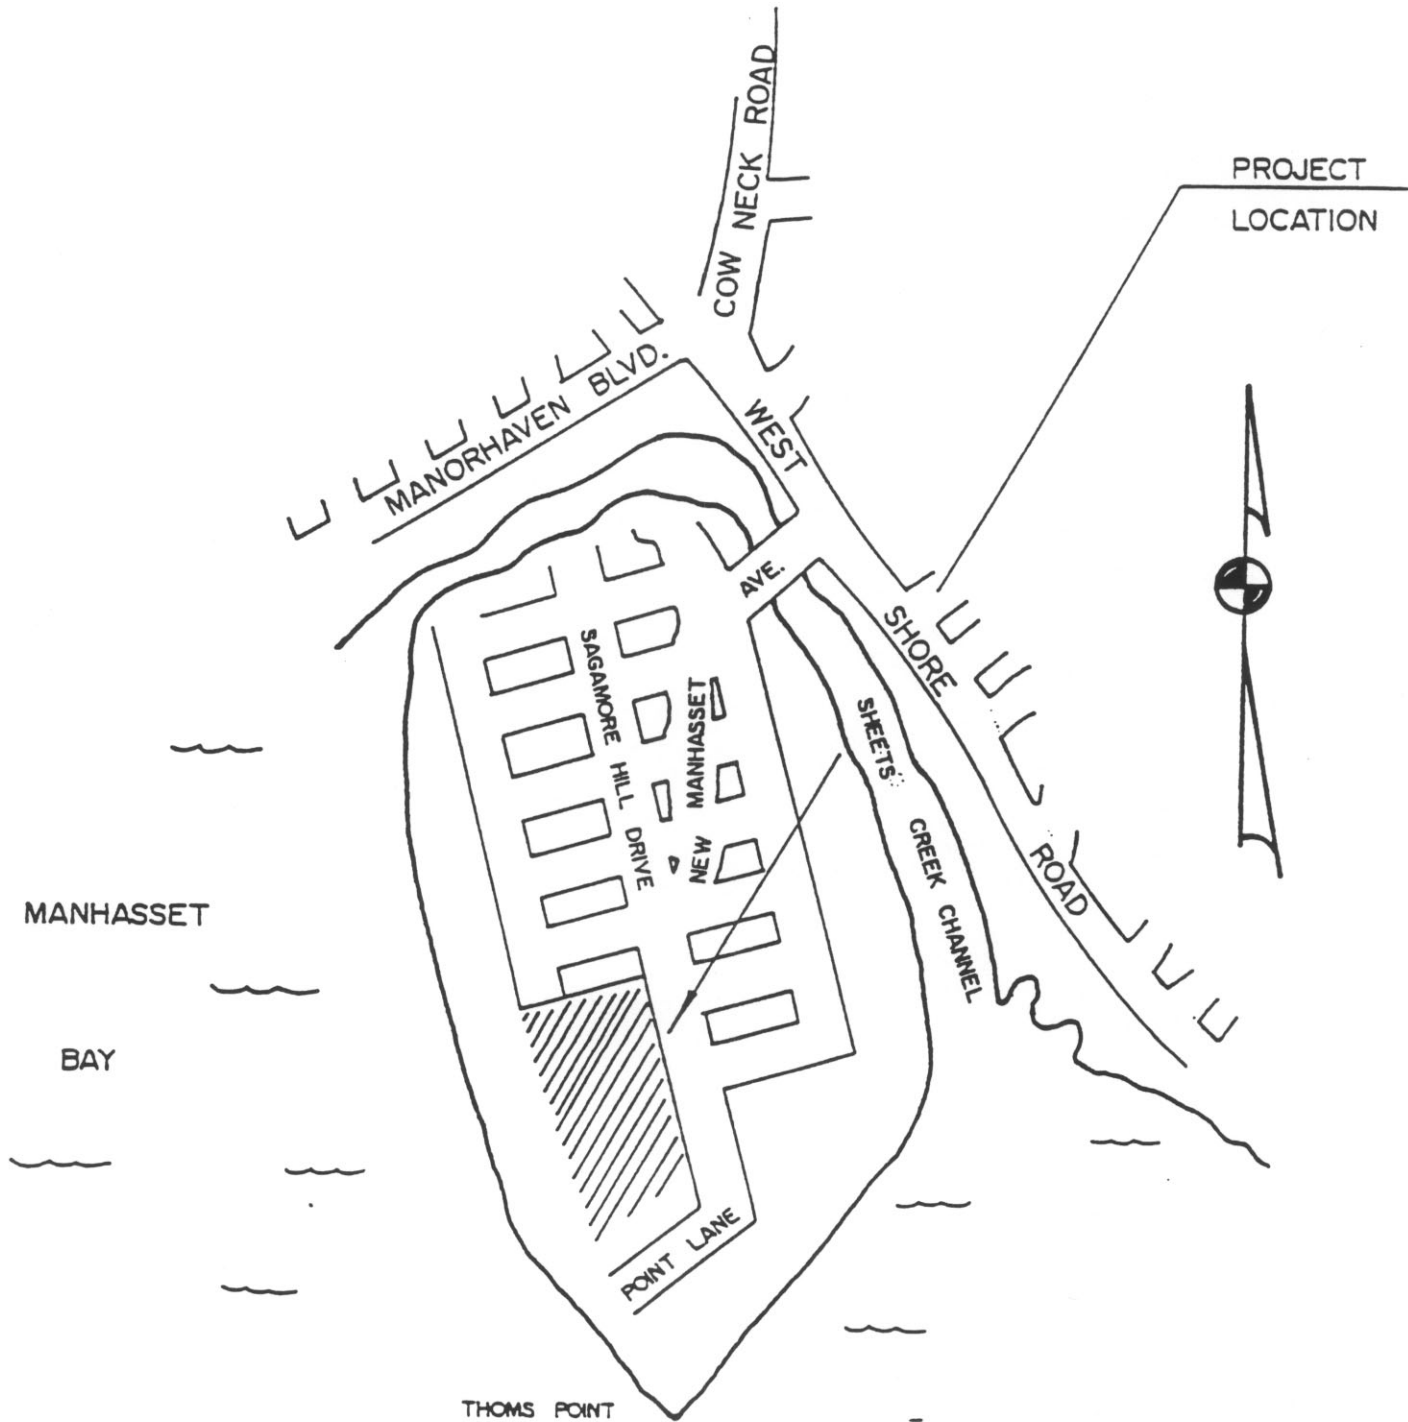 COW NECK ROAD
PROJECT
LOCATION
MANORHAVEN BLVD.
WEST
SHORE
ROAD
AVE.
SAGAMORE HILL DRIVE
NEW MANHASSET
SHEETS CREEK CHANNEL
MANHASSET
BAY
POINT LANE
THOMS POINT